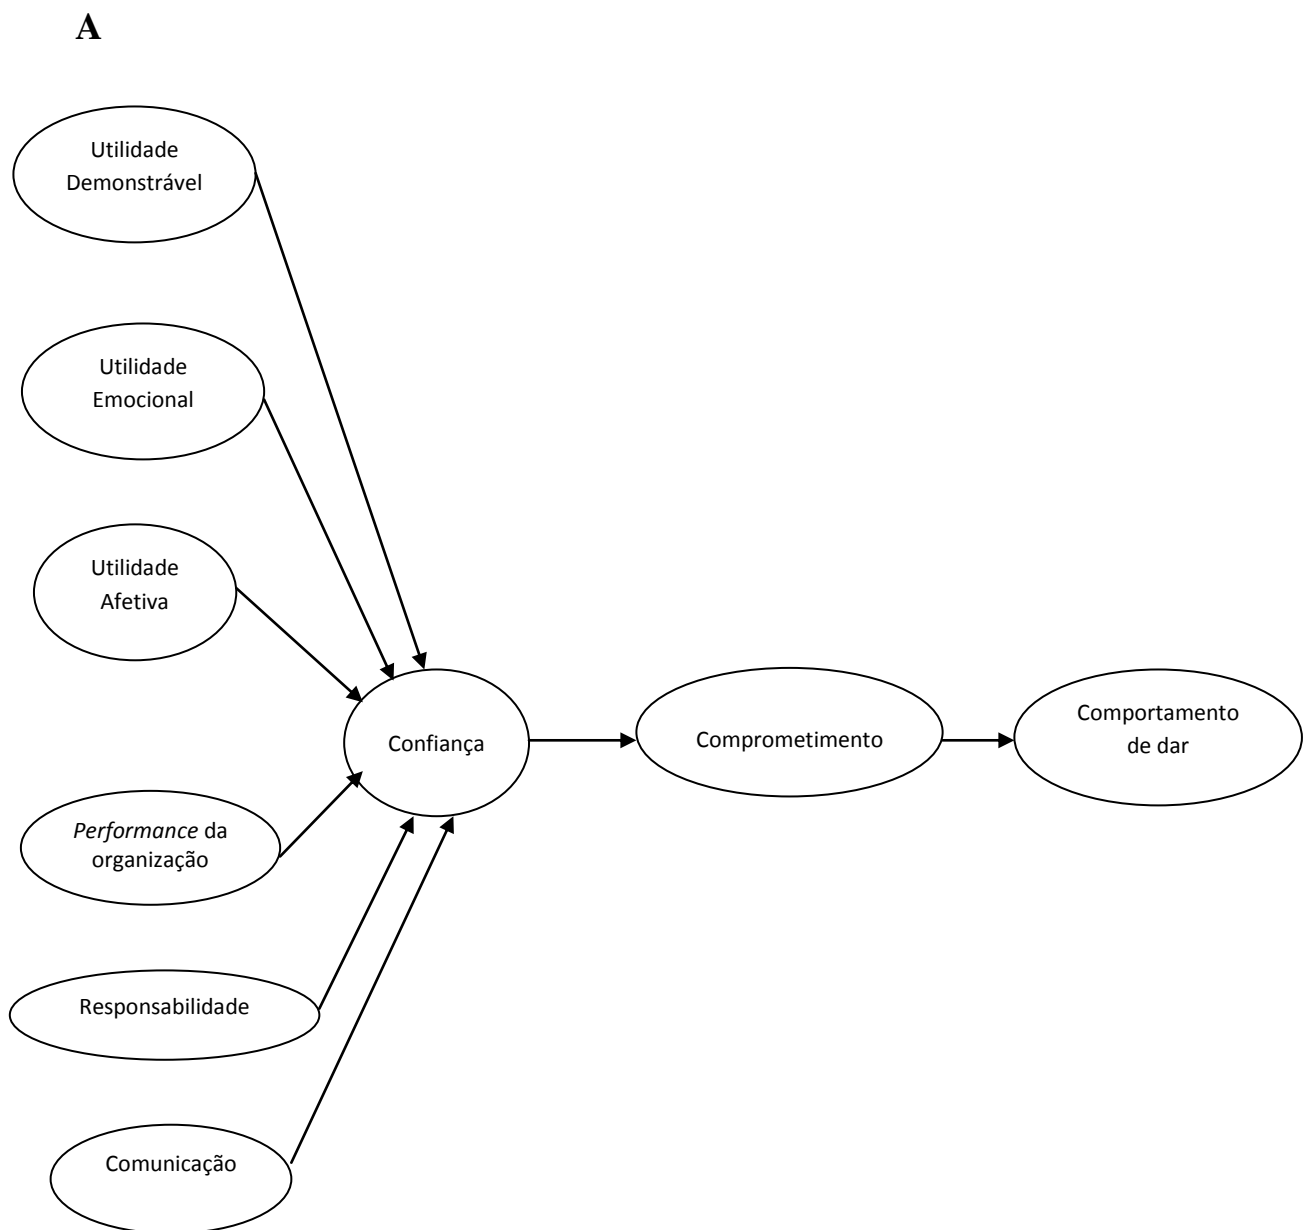 A
Utilidade
Demonstrável
Utilidade
Emocional
Utilidade
Afetiva
Confiança
Comprometimento
Comportamento
de dar
Performance da
organização
Responsabilidade
Comunicação